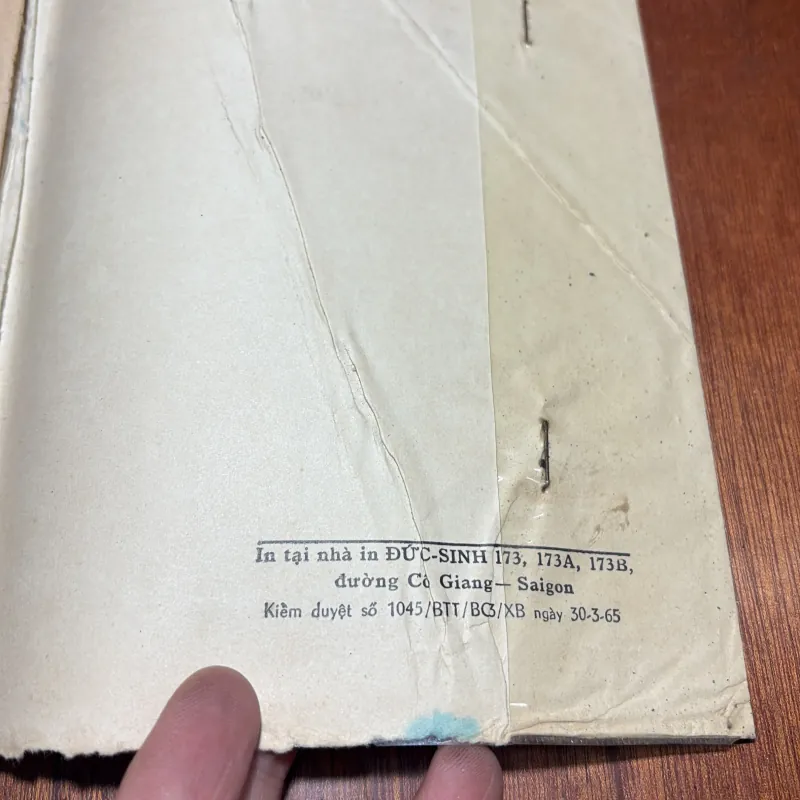 In tại nhà in ĐỨC-SINH 173, 173A, 173B,
đường Cô Giang — Saigon
Kiểm duyệt số 1045/BTT/BC3/XB ngày 30-3-65